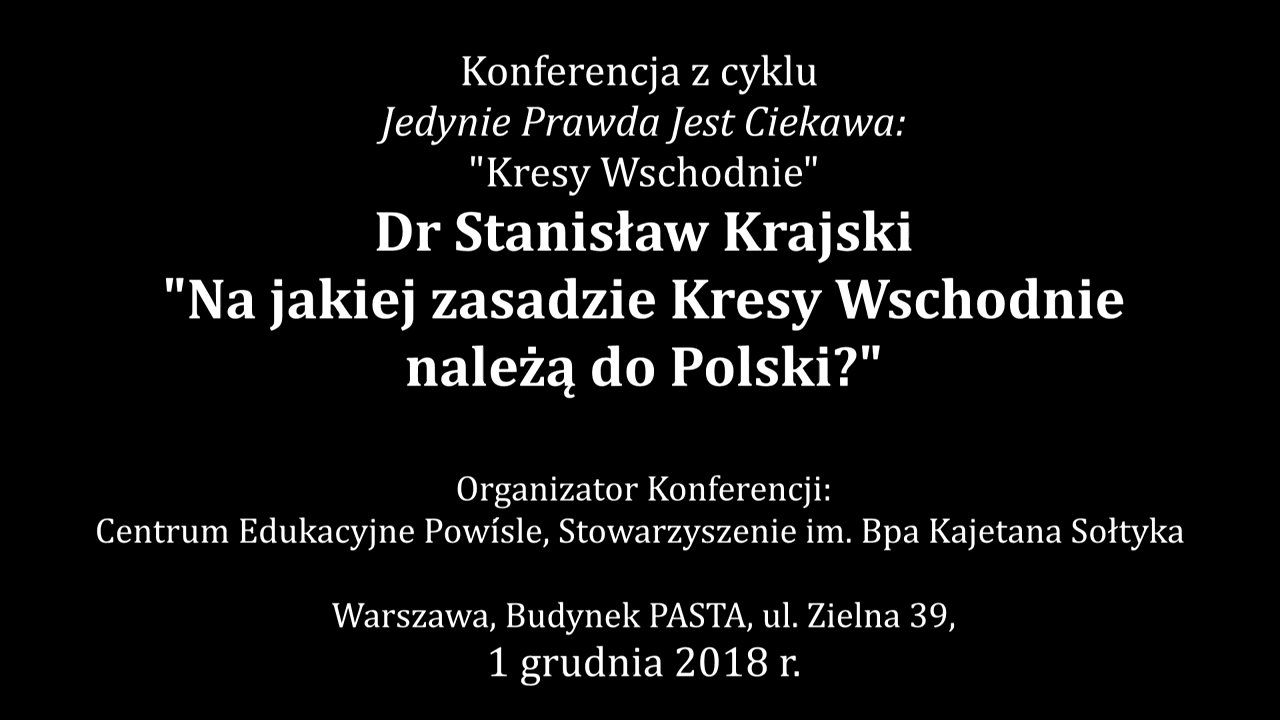 Konferencja z cyklu
Jedynie Prawda Jest Ciekawa:
"Kresy Wschodnie"
Dr Stanisław Krajski
"Na jakiej zasadzie Kresy Wschodnie
należą do Polski?"
Organizator Konferencji:
Centrum Edukacyjne Powísle, Stowarzyszenie im. Bpa Kajetana Sołtyka
Warszawa, Budynek PASTA, ul. Zielna 39,
1 grudnia 2018 r.